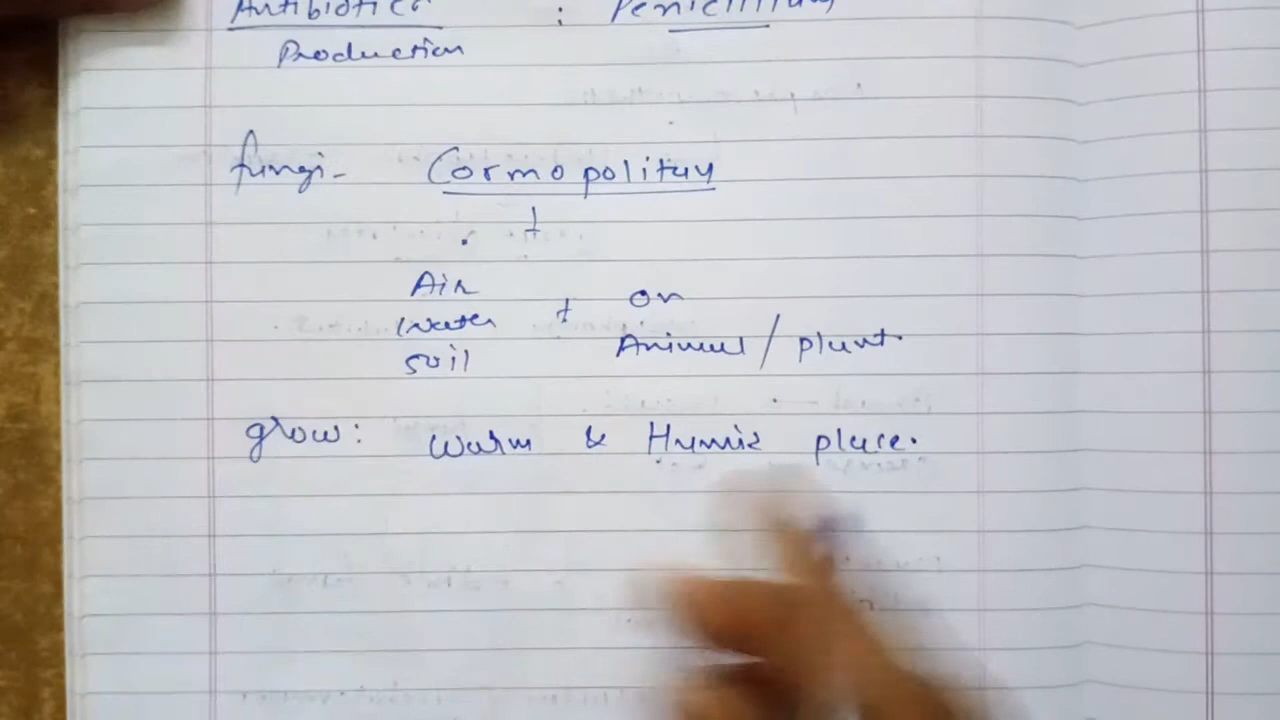 Antibiotics : Penicillium
Production
fungi - Cosmopolitan
Air
Water + on
Soil Animal / plant.
grow: Warm & Humid place.